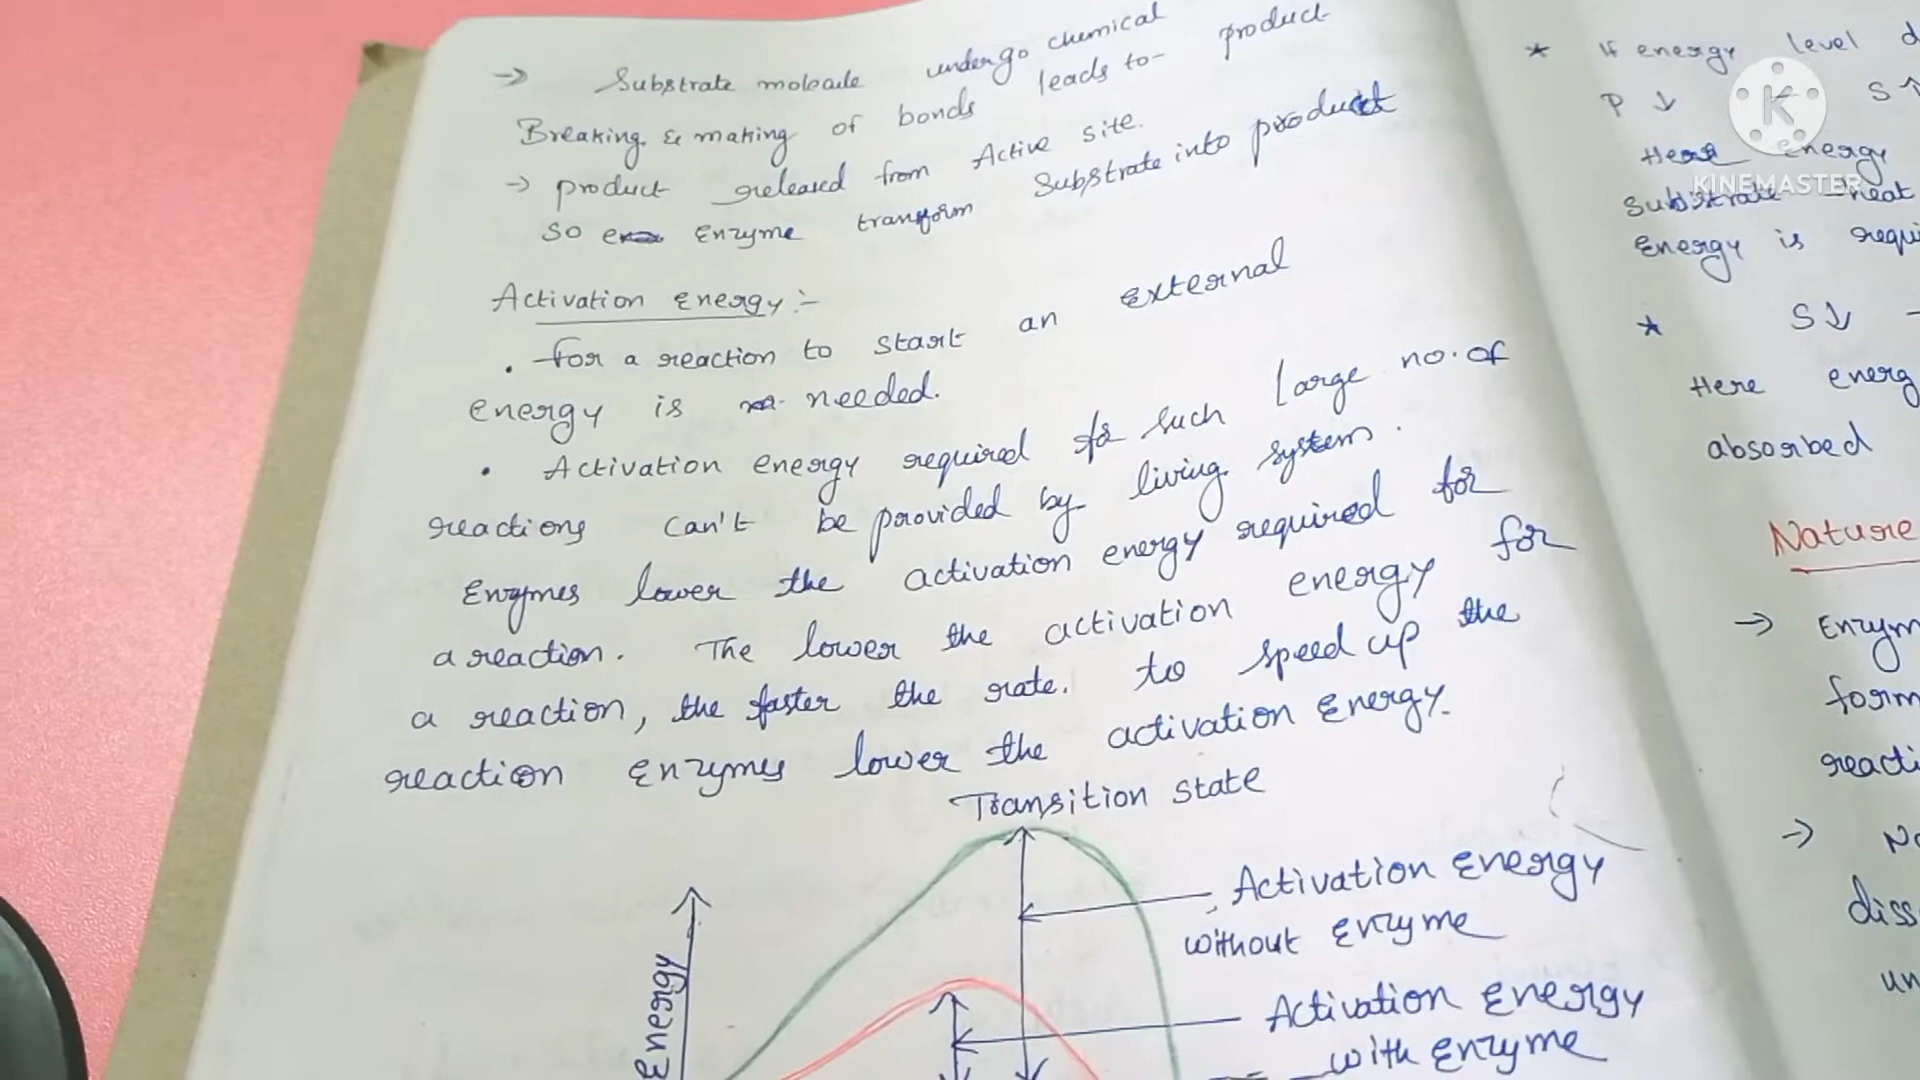 → Substrate molecule undergo chemical
Breaking & making of bonds leads to product
→ product released from Active site.
so Enzyme transform Substrate into product
Activation energy :-
. for a reaction to start an external
energy is needed.
• Activation energy required for such large no. of
reactions can't be provided by living system.
Enzymes lower the activation energy required for
a reaction. The lower the activation energy for
a reaction, the faster the rate. to speed up the
reaction enzymes lower the activation energy.
Transition state
Activation energy
without enzyme
Activation energy
with enzyme
Energy
* If energy level d
P ↓ S ↑
Here energy
Substrate heat
Energy is requi
* S ↓ -
Here energ
absorbed
Nature
→ Enzym
form
reacti
→ No
diss
un
K
KINEMASTER